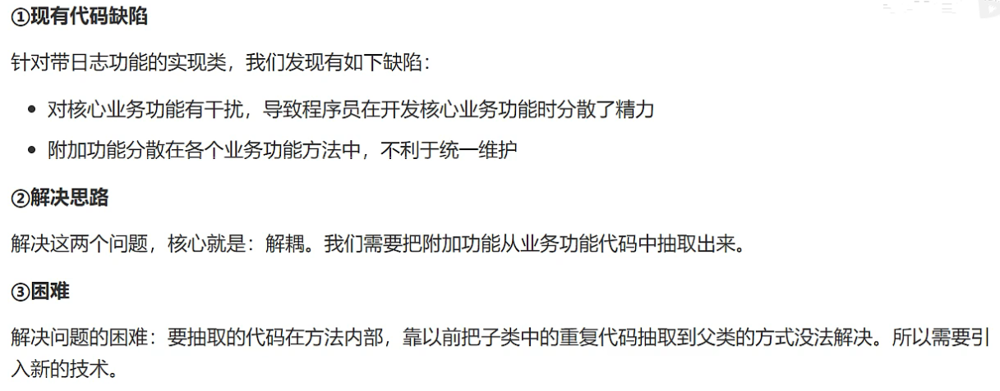 ①现有代码缺陷
针对带日志功能的实现类，我们发现有如下缺陷：
• 对核心业务功能有干扰，导致程序员在开发核心业务功能时分散了精力
• 附加功能分散在各个业务功能方法中，不利于统一维护
②解决思路
解决这两个问题，核心就是：解耦。我们需要把附加功能从业务功能代码中抽取出来。
③困难
解决问题的困难：要抽取的代码在方法内部，靠以前把子类中的重复代码抽取到父类的方式没法解决。所以需要引
入新的技术。